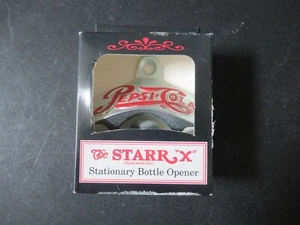 PEPSI-COLA
The STARR "X"
Stationary Bottle Opener